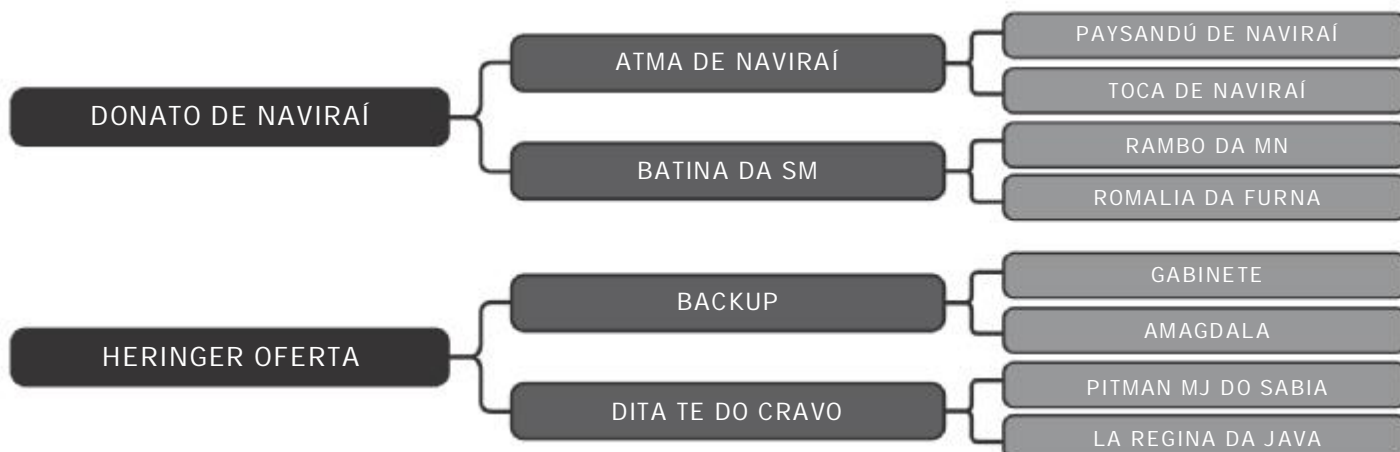 DONATO DE NAVIRAÍ
ATMA DE NAVIRAÍ
PAYSANDÚ DE NAVIRAÍ
TOCA DE NAVIRAÍ
BATINA DA SM
RAMBO DA MN
ROMALIA DA FURNA
HERINGER OFERTA
BACKUP
GABINETE
AMAGDALA
DITA TE DO CRAVO
PITMAN MJ DO SABIA
LA REGINA DA JAVA